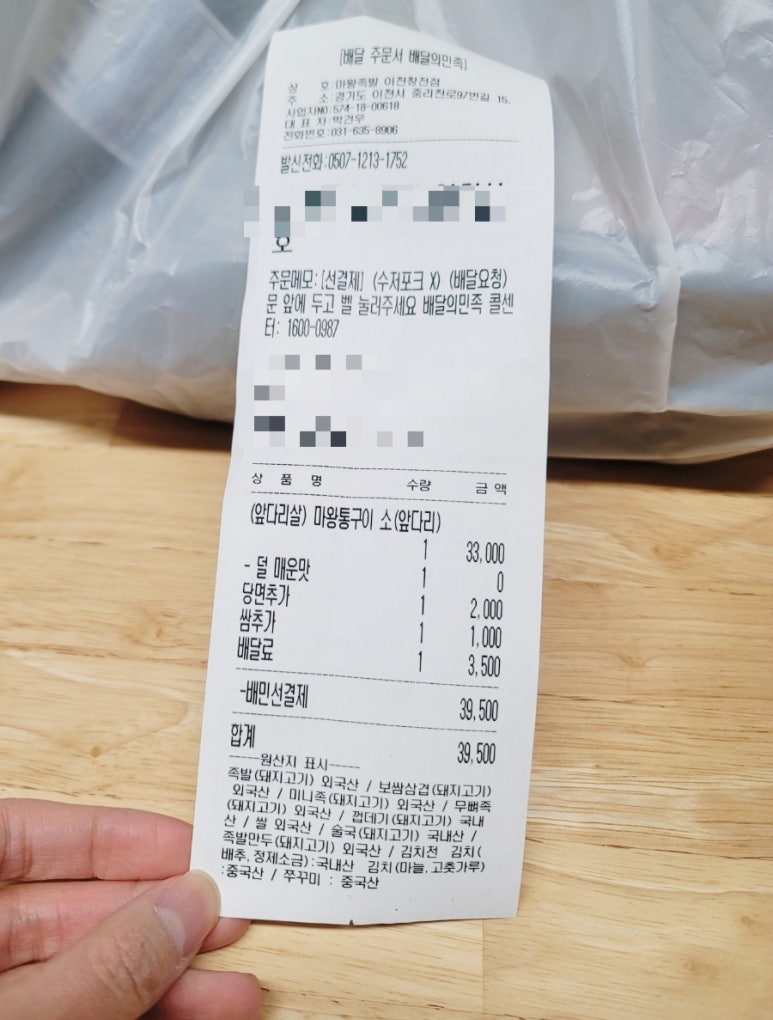 [배달 주문서 배달의민족]
상 호:마왕족발 이천창전점
주 소:경기도 이천시 중리천로97번길 15.
사업자NO:574-18-00618
대 표 자:박견우
전화번호:031-635-8906
발신전화:0507-1213-1752
호
주문메모:[선결제] (수저포크 X) (배달요청)
문 앞에 두고 벨 눌러주세요 배달의민족 콜센
터: 1600-0987
상 품 명 수량 금 액
(앞다리살) 마왕통구이 소(앞다리)
1 33,000
- 덜 매운맛 1 0
당면추가 1 2,000
쌈추가 1 1,000
배달료 1 3,500
-배민선결제 39,500
합계 39,500
-----원산지 표시-----
족발(돼지고기) 외국산 / 보쌈삼겹(돼지고기)
외국산 / 미니족(돼지고기) 외국산 / 무뼈족
(돼지고기) 외국산 / 껍데기(돼지고기) 국내
산 / 쌀 외국산 / 술국(돼지고기) 국내산 /
족발만두(돼지고기) 외국산 / 김치전 김치(
배추, 정제소금):국내산 김치(마늘,고춧가루)
:중국산 / 쭈꾸미 : 중국산